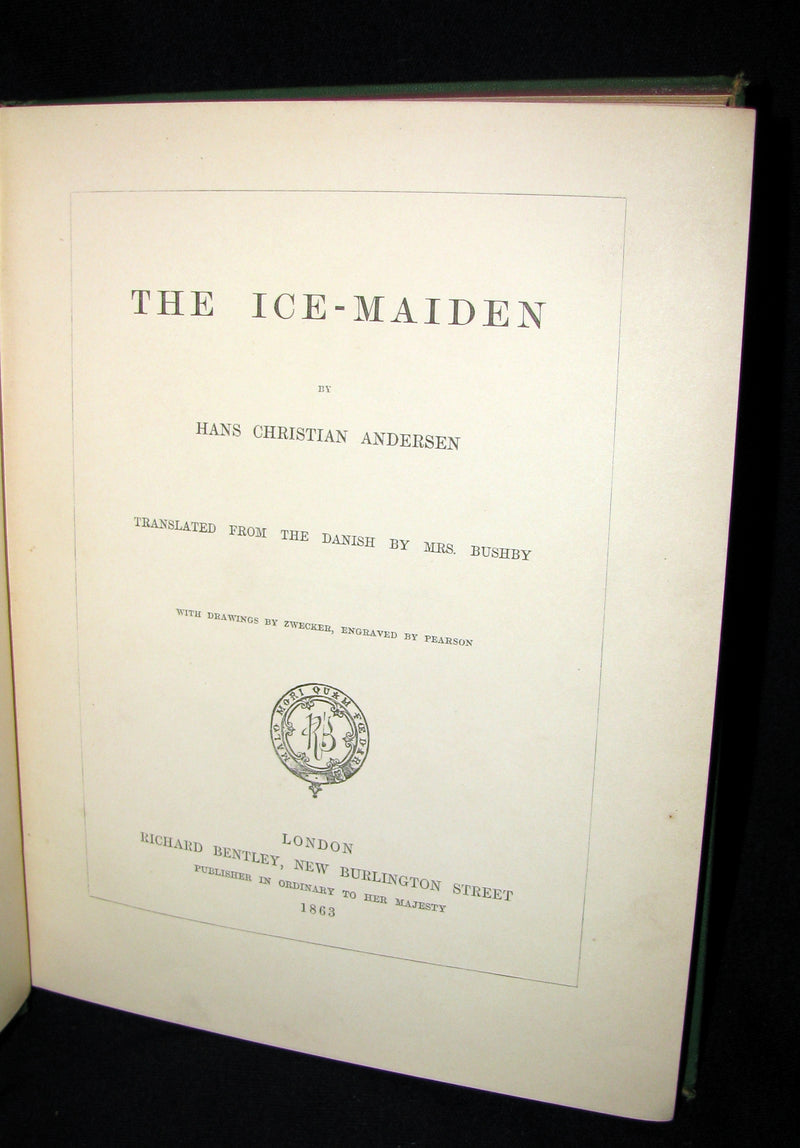 THE ICE-MAIDEN
BY
HANS CHRISTIAN ANDERSEN
TRANSLATED FROM THE DANISH BY MRS. BUSHBY
WITH DRAWINGS BY ZWECKER, ENGRAVED BY PEARSON
MALO MORI QUAM FŒDARI
RB
LONDON
RICHARD BENTLEY, NEW BURLINGTON STREET
PUBLISHER IN ORDINARY TO HER MAJESTY
1863